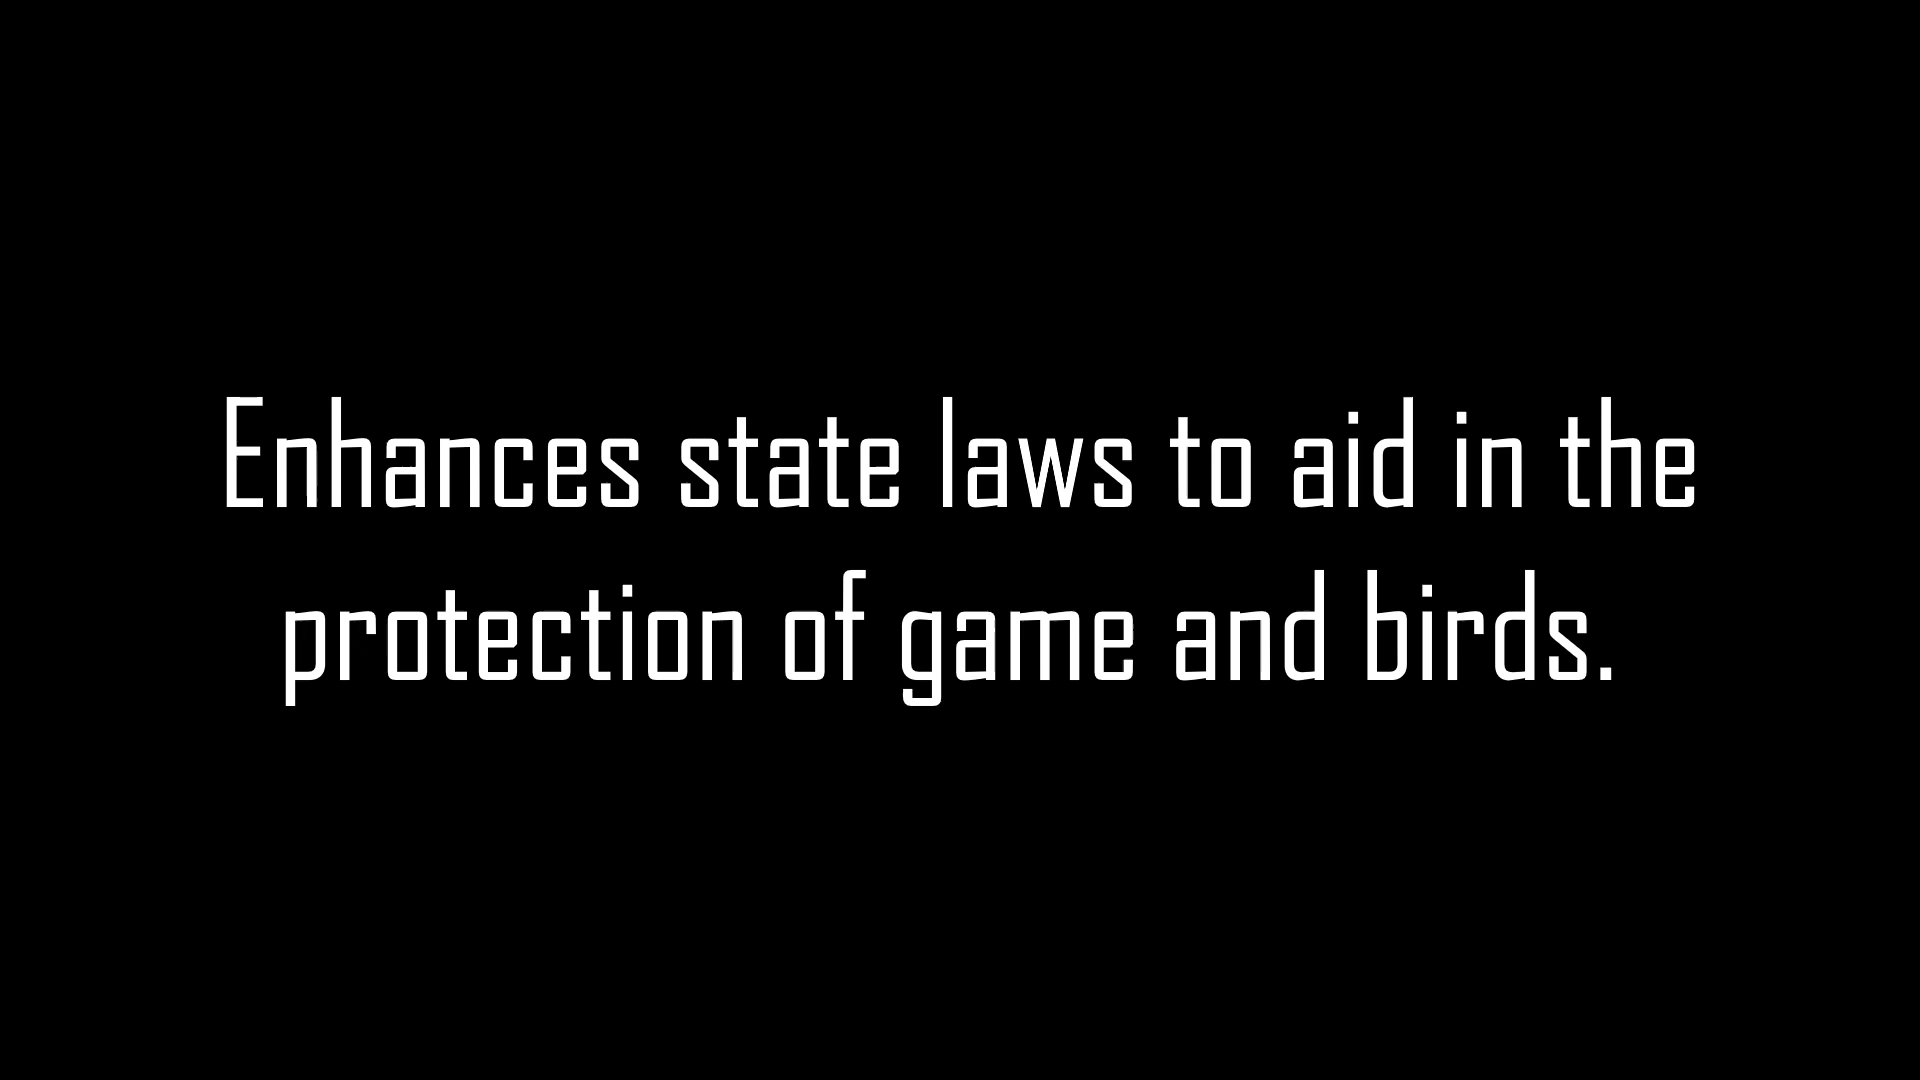 Enhances state laws to aid in the
protection of game and birds.